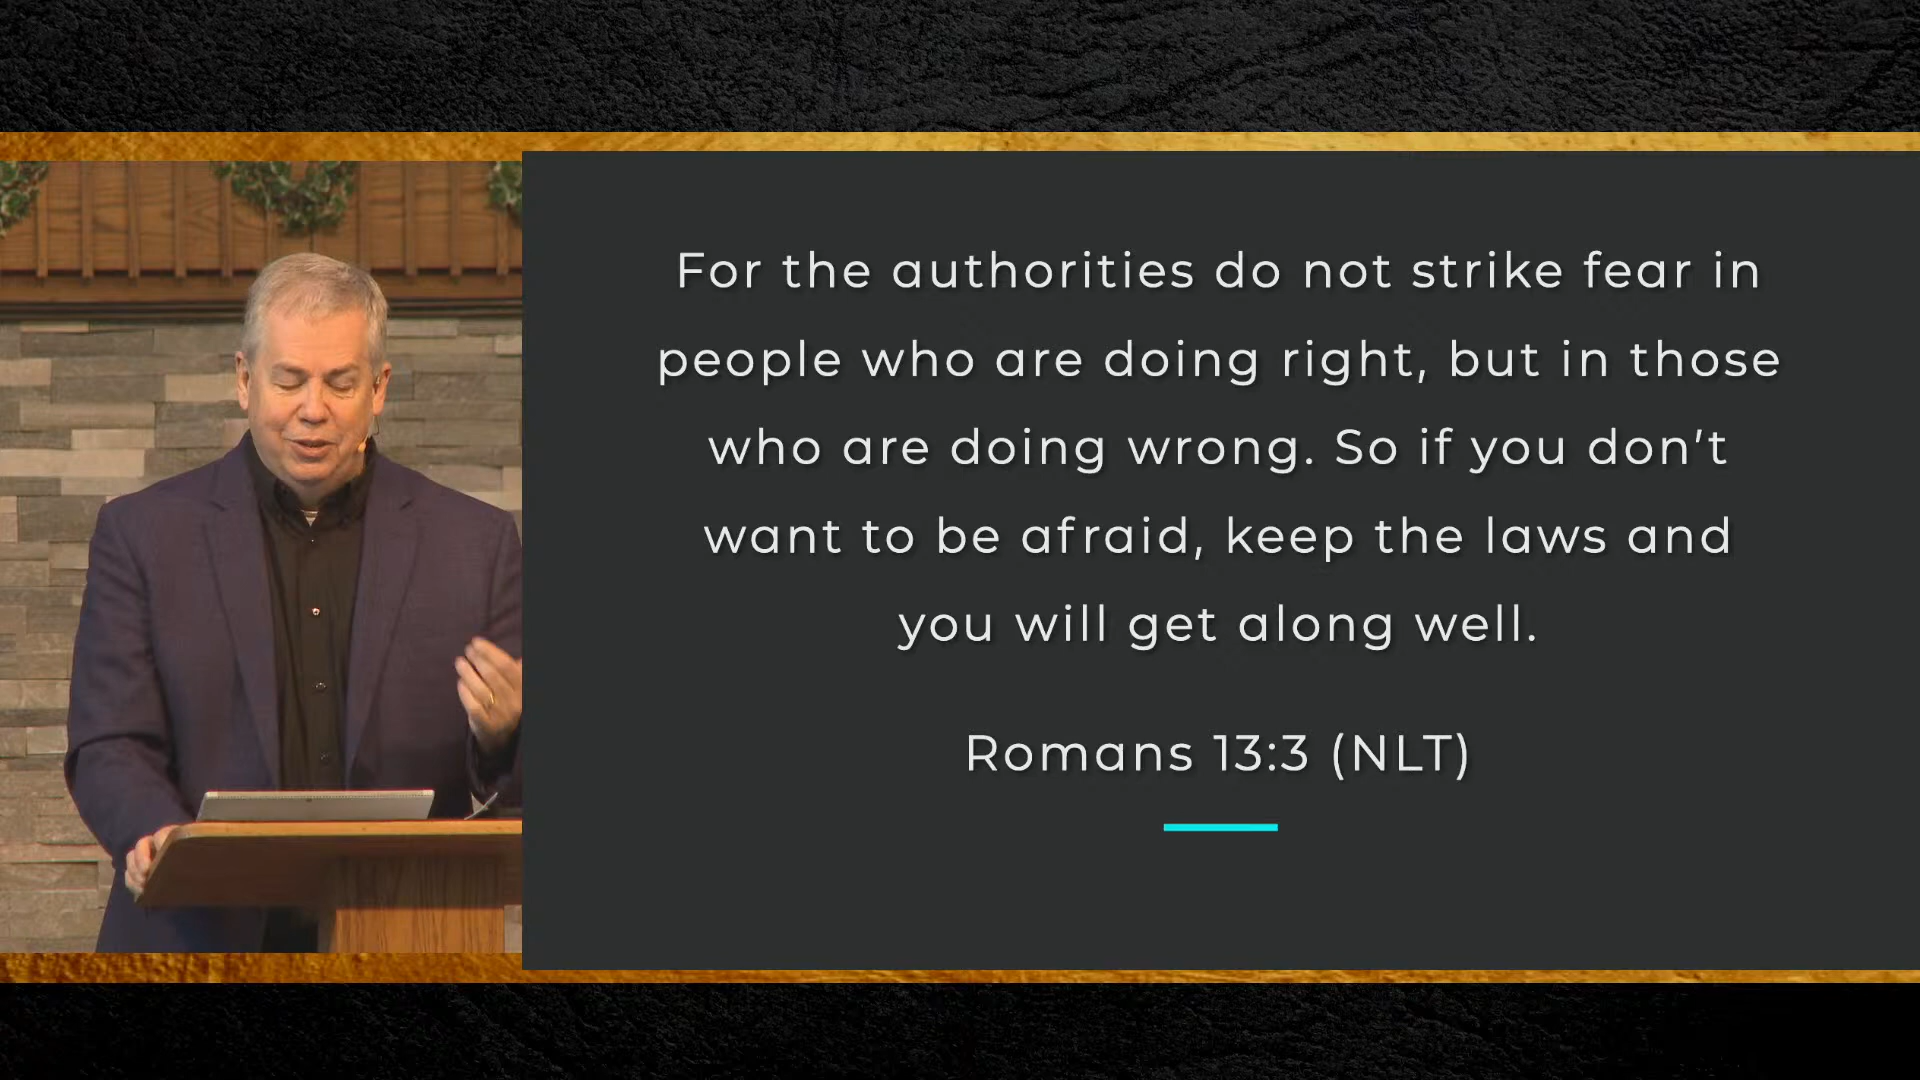 For the authorities do not strike fear in
people who are doing right, but in those
who are doing wrong. So if you don't
want to be afraid, keep the laws and
you will get along well.
Romans 13:3 (NLT)